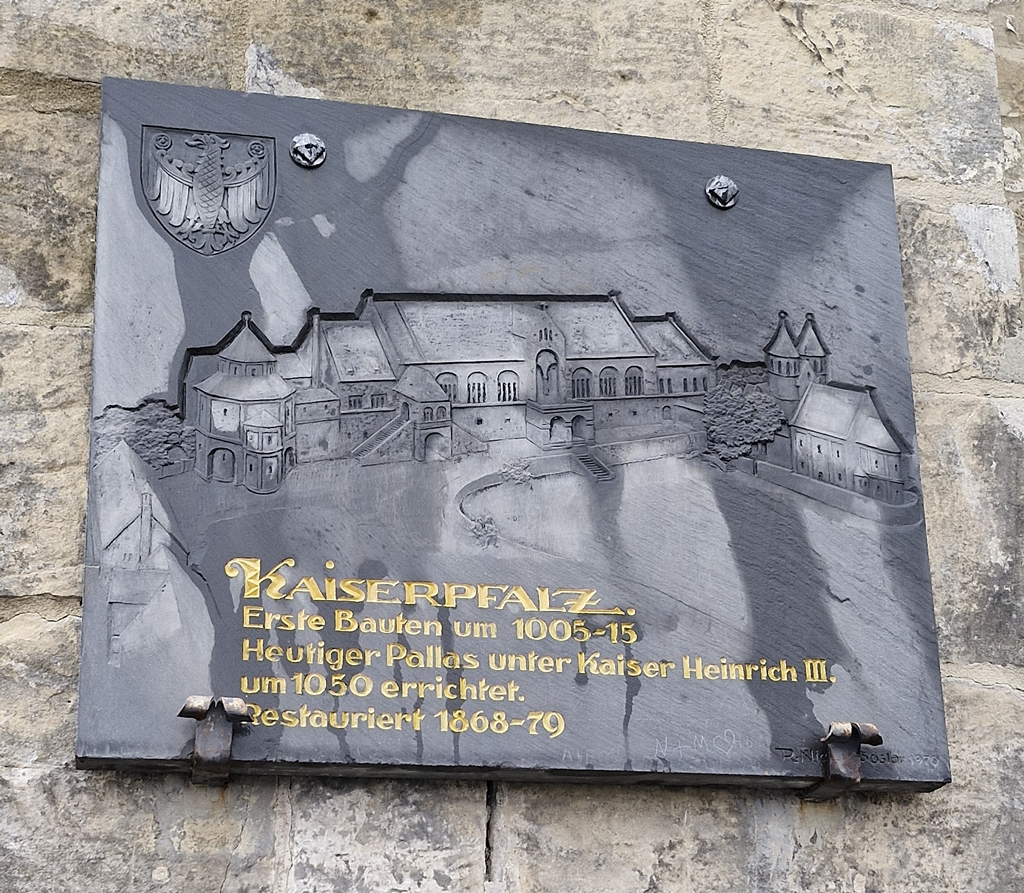 KAISERPFALZ.
Erste Bauten um 1005-15
Heutiger Pallas unter Kaiser Heinrich III.
um 1050 errichtet.
Restauriert 1868-79
N+M